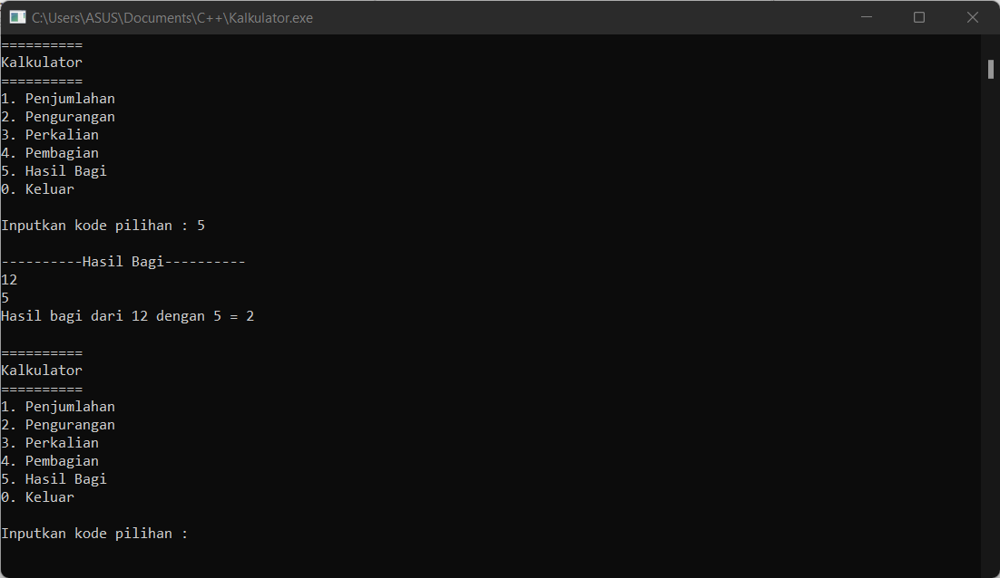 C:\Users\ASUS\Documents\C++\Kalkulator.exe
==========
Kalkulator
==========
1. Penjumlahan
2. Pengurangan
3. Perkalian
4. Pembagian
5. Hasil Bagi
0. Keluar
Inputkan kode pilihan : 5
----------Hasil Bagi----------
12
5
Hasil bagi dari 12 dengan 5 = 2
==========
Kalkulator
==========
1. Penjumlahan
2. Pengurangan
3. Perkalian
4. Pembagian
5. Hasil Bagi
0. Keluar
Inputkan kode pilihan :